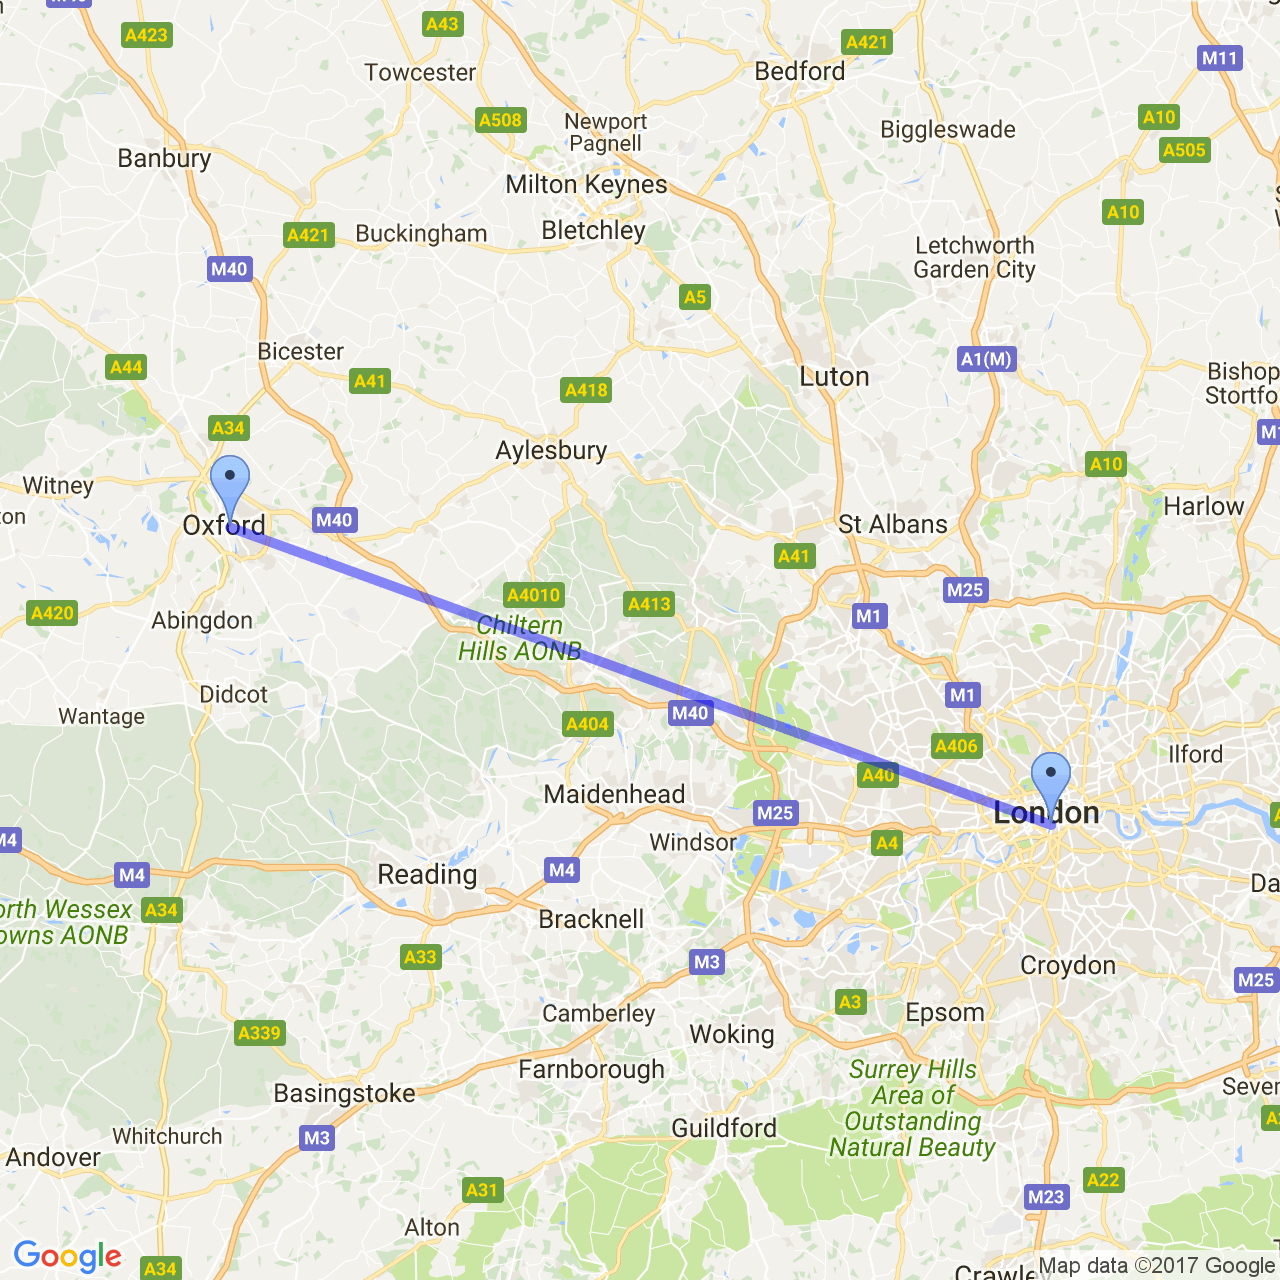 A43
A423
A421
M11
Towcester
Bedford
A508
A10
Newport
Pagnell
Biggleswade
A505
Banbury
Milton Keynes
A10
A421
Buckingham
Bletchley
Letchworth
Garden City
M40
A5
Bicester
A1(M)
A44
A41
A418
Luton
Bishop
Stortfo
A34
M1
Aylesbury
A10
Witney
Harlow
ton
Oxford
M40
St Albans
A41
A4010
M25
A420
A413
M1
Abingdon
Chiltern
Hills AONB
Didcot
M1
Wantage
M40
A404
A406
Ilford
A40
Maidenhead
London
M25
M4
Windsor
A4
M4
Reading
M4
Da
orth Wessex
owns AONB
A34
Bracknell
A33
M3
Croydon
M25
A3
Camberley
Epsom
A339
Woking
Farnborough
Surrey Hills
Area of
Outstanding
Natural Beauty
Seven
Basingstoke
Whitchurch
M3
Guildford
Andover
A31
A22
M23
Alton
Google
A34
Crawle
Map data ©2017 Google